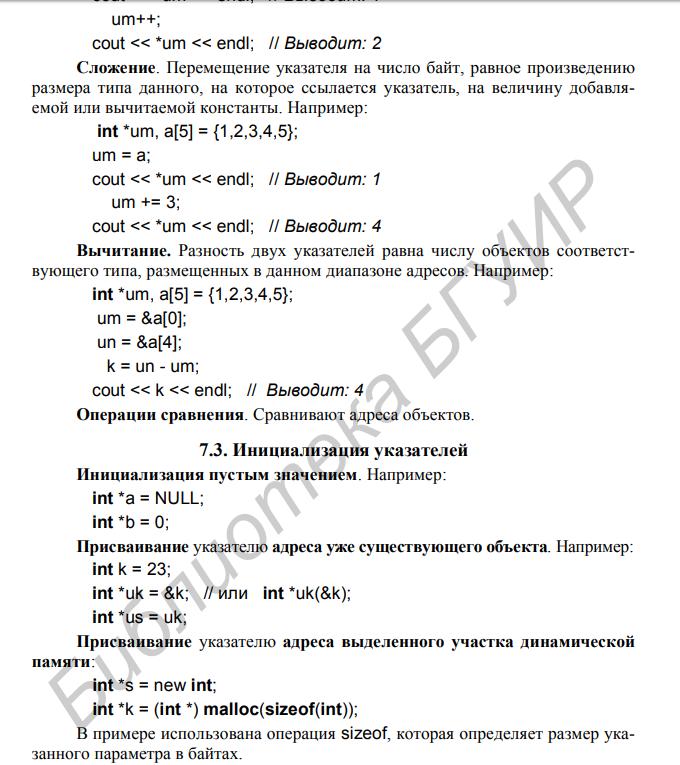 um++;
cout << *um << endl; // Выводит: 2
Сложение. Перемещение указателя на число байт, равное произведению
размера типа данного, на которое ссылается указатель, на величину добавля-
емой или вычитаемой константы. Например:
int *um, a[5] = {1,2,3,4,5};
um = a;
cout << *um << endl; // Выводит: 1
um += 3;
cout << *um << endl; // Выводит: 4
Вычитание. Разность двух указателей равна числу объектов соответст-
вующего типа, размещенных в данном диапазоне адресов. Например:
int *um, a[5] = {1,2,3,4,5};
um = &a[0];
un = &a[4];
k = un - um;
cout << k << endl; // Выводит: 4
Операции сравнения. Сравнивают адреса объектов.
7.3. Инициализация указателей
Инициализация пустым значением. Например:
int *a = NULL;
int *b = 0;
Присваивание указателю адреса уже существующего объекта. Например:
int k = 23;
int *uk = &k; // или int *uk(&k);
int *us = uk;
Присваивание указателю адреса выделенного участка динамической
памяти:
int *s = new int;
int *k = (int *) malloc(sizeof(int));
В примере использована операция sizeof, которая определяет размер ука-
занного параметра в байтах.
Библиотека БГУИР